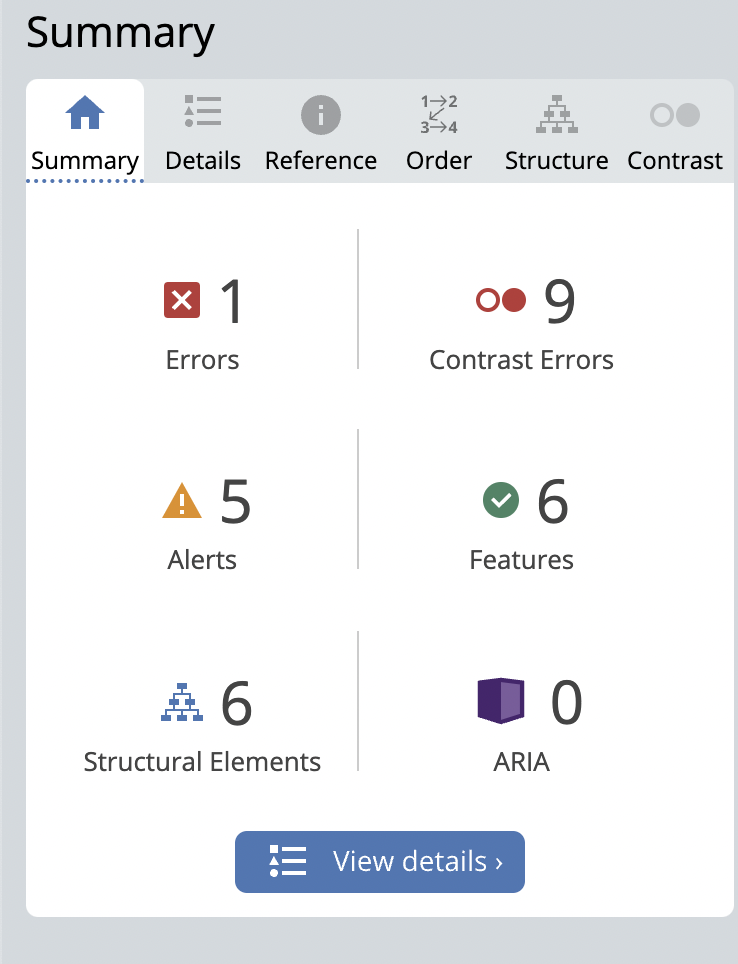 Summary
1→2
3→4
Summary Details Reference Order Structure Contrast
1 9
Errors Contrast Errors
5 6
Alerts Features
6 0
Structural Elements ARIA
View details ›